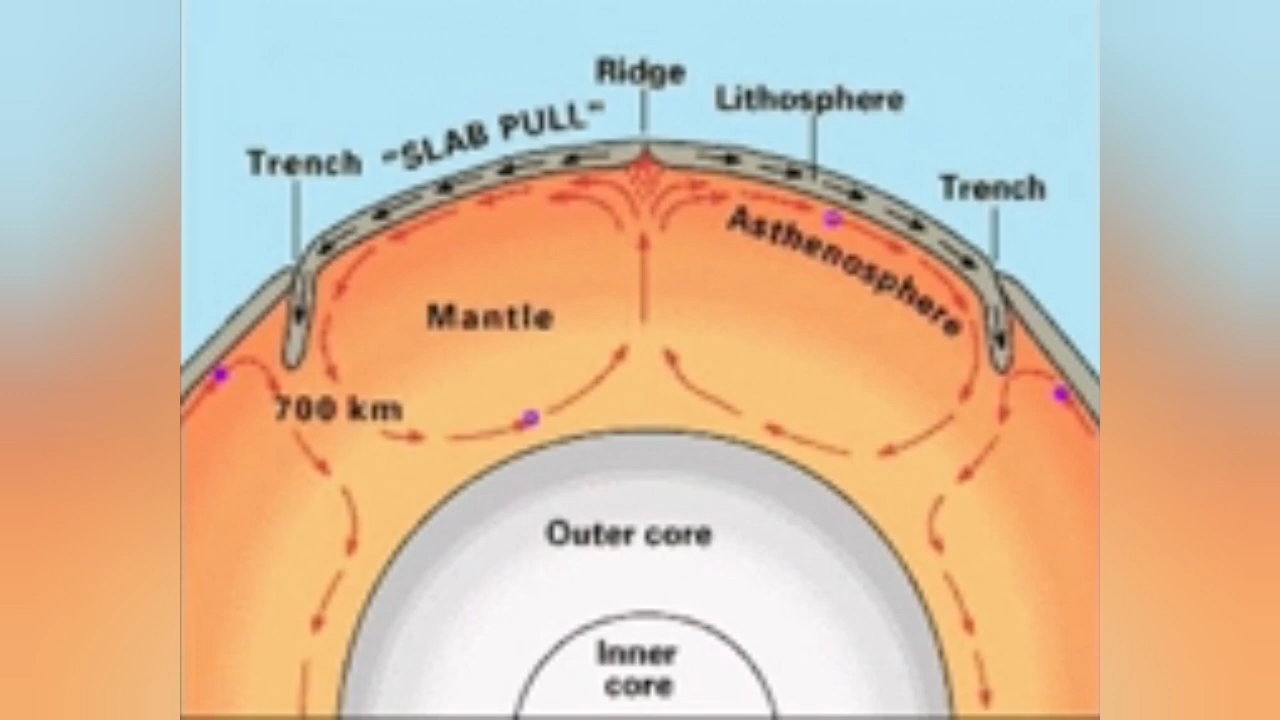 Ridge
Lithosphere
"SLAB PULL"
Trench
Trench
Asthenosphere
Mantle
700 km
Outer core
Inner
core